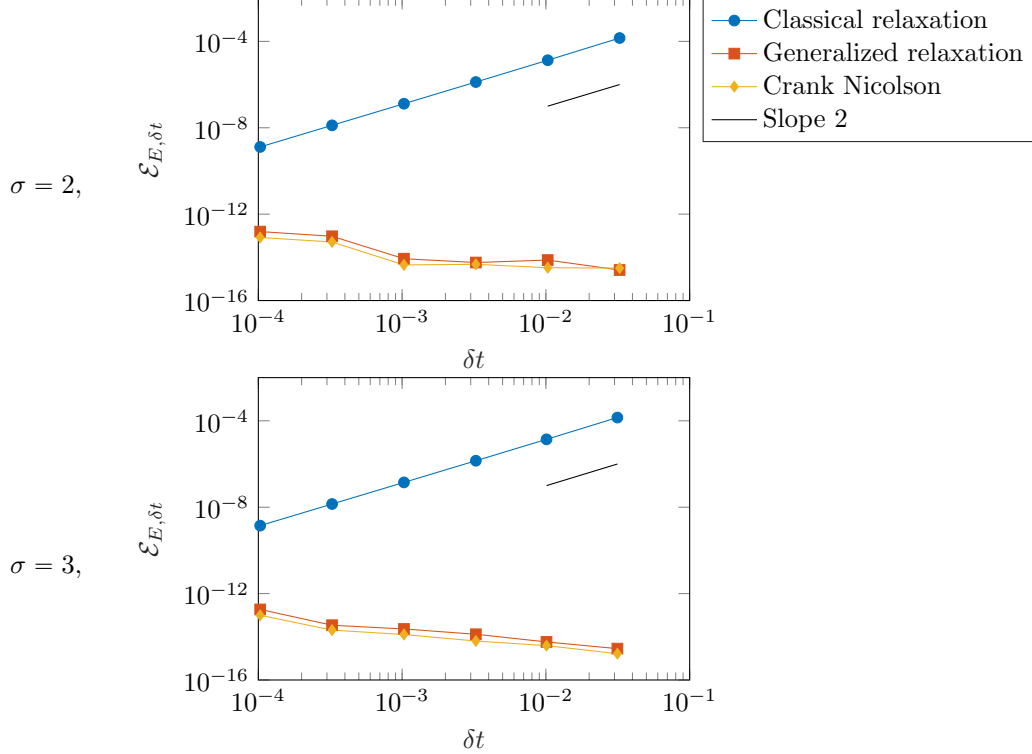 Classical relaxation
Generalized relaxation
Crank Nicolson
Slope 2
σ = 2,
10⁻⁴
10⁻⁸
10⁻¹²
10⁻¹⁶
ℰ_{E,δt}
10⁻⁴ 10⁻³ 10⁻² 10⁻¹
δt
σ = 3,
10⁻⁴
10⁻⁸
10⁻¹²
10⁻¹⁶
ℰ_{E,δt}
10⁻⁴ 10⁻³ 10⁻² 10⁻¹
δt